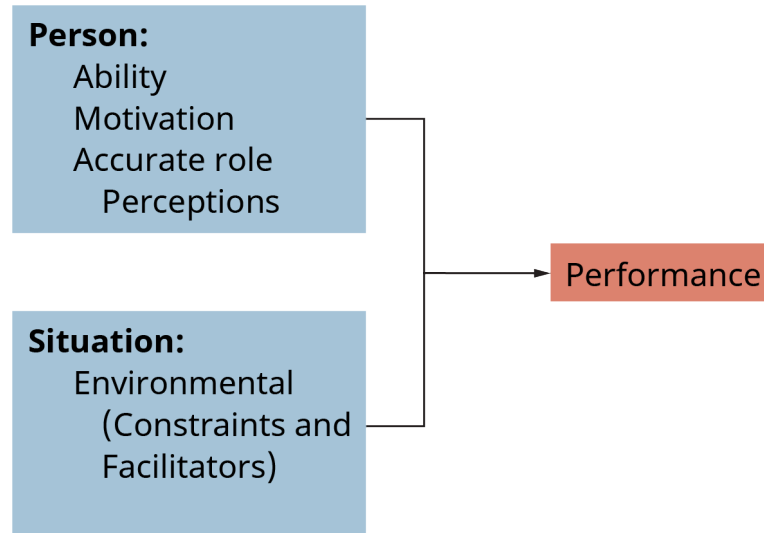 Person:
Ability
Motivation
Accurate role
Perceptions
Situation:
Environmental
(Constraints and
Facilitators)
Performance